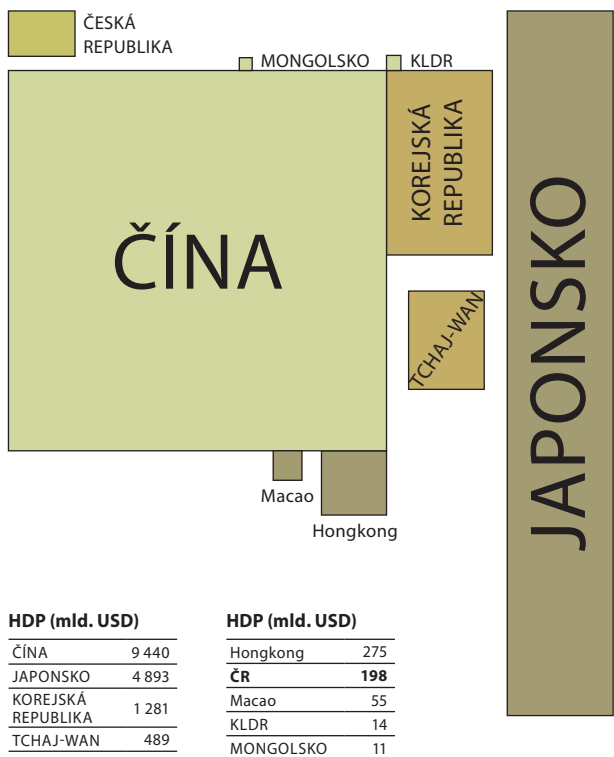 ČESKÁ
REPUBLIKA
MONGOLSKO
KLDR
KOREJSKÁ
REPUBLIKA
ČÍNA
JAPONSKO
TCHAJ-WAN
Macao
Hongkong
HDP (mld. USD)
ČÍNA 9 440
JAPONSKO 4 893
KOREJSKÁ
REPUBLIKA 1 281
TCHAJ-WAN 489
HDP (mld. USD)
Hongkong 275
ČR 198
Macao 55
KLDR 14
MONGOLSKO 11